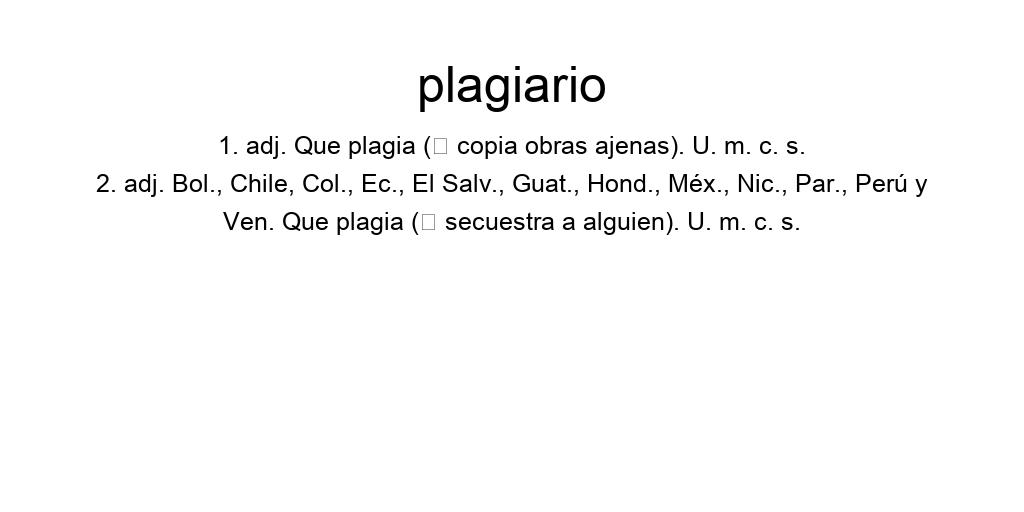 plagiario
1. adj. Que plagia (▯ copia obras ajenas). U. m. c. s.
2. adj. Bol., Chile, Col., Ec., El Salv., Guat., Hond., Méx., Nic., Par., Perú y
Ven. Que plagia (▯ secuestra a alguien). U. m. c. s.